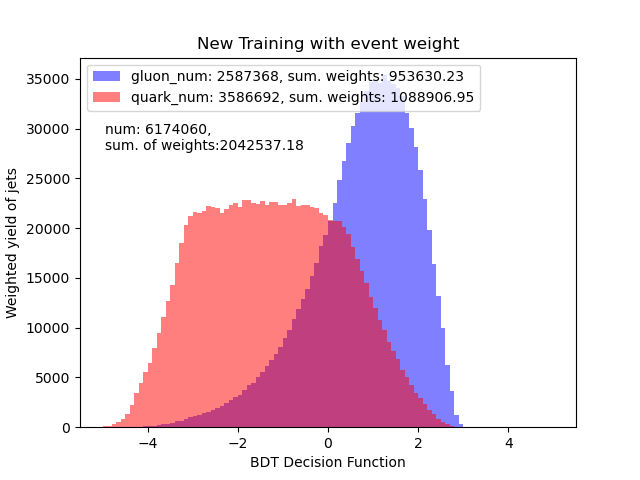 New Training with event weight
gluon_num: 2587368, sum. weights: 953630.23
quark_num: 3586692, sum. weights: 1088906.95
num: 6174060,
sum. of weights:2042537.18
Weighted yield of jets
35000
30000
25000
20000
15000
10000
5000
0
−4
−2
0
2
4
BDT Decision Function